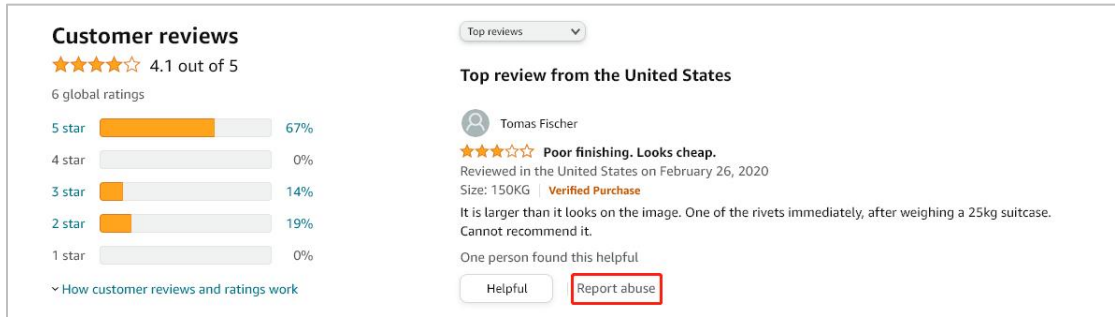 Customer reviews
4.1 out of 5
6 global ratings
5 star 67%
4 star 0%
3 star 14%
2 star 19%
1 star 0%
How customer reviews and ratings work
Top reviews
Top review from the United States
Tomas Fischer
Poor finishing. Looks cheap.
Reviewed in the United States on February 26, 2020
Size: 150KG | Verified Purchase
It is larger than it looks on the image. One of the rivets immediately, after weighing a 25kg suitcase.
Cannot recommend it.
One person found this helpful
Helpful | Report abuse